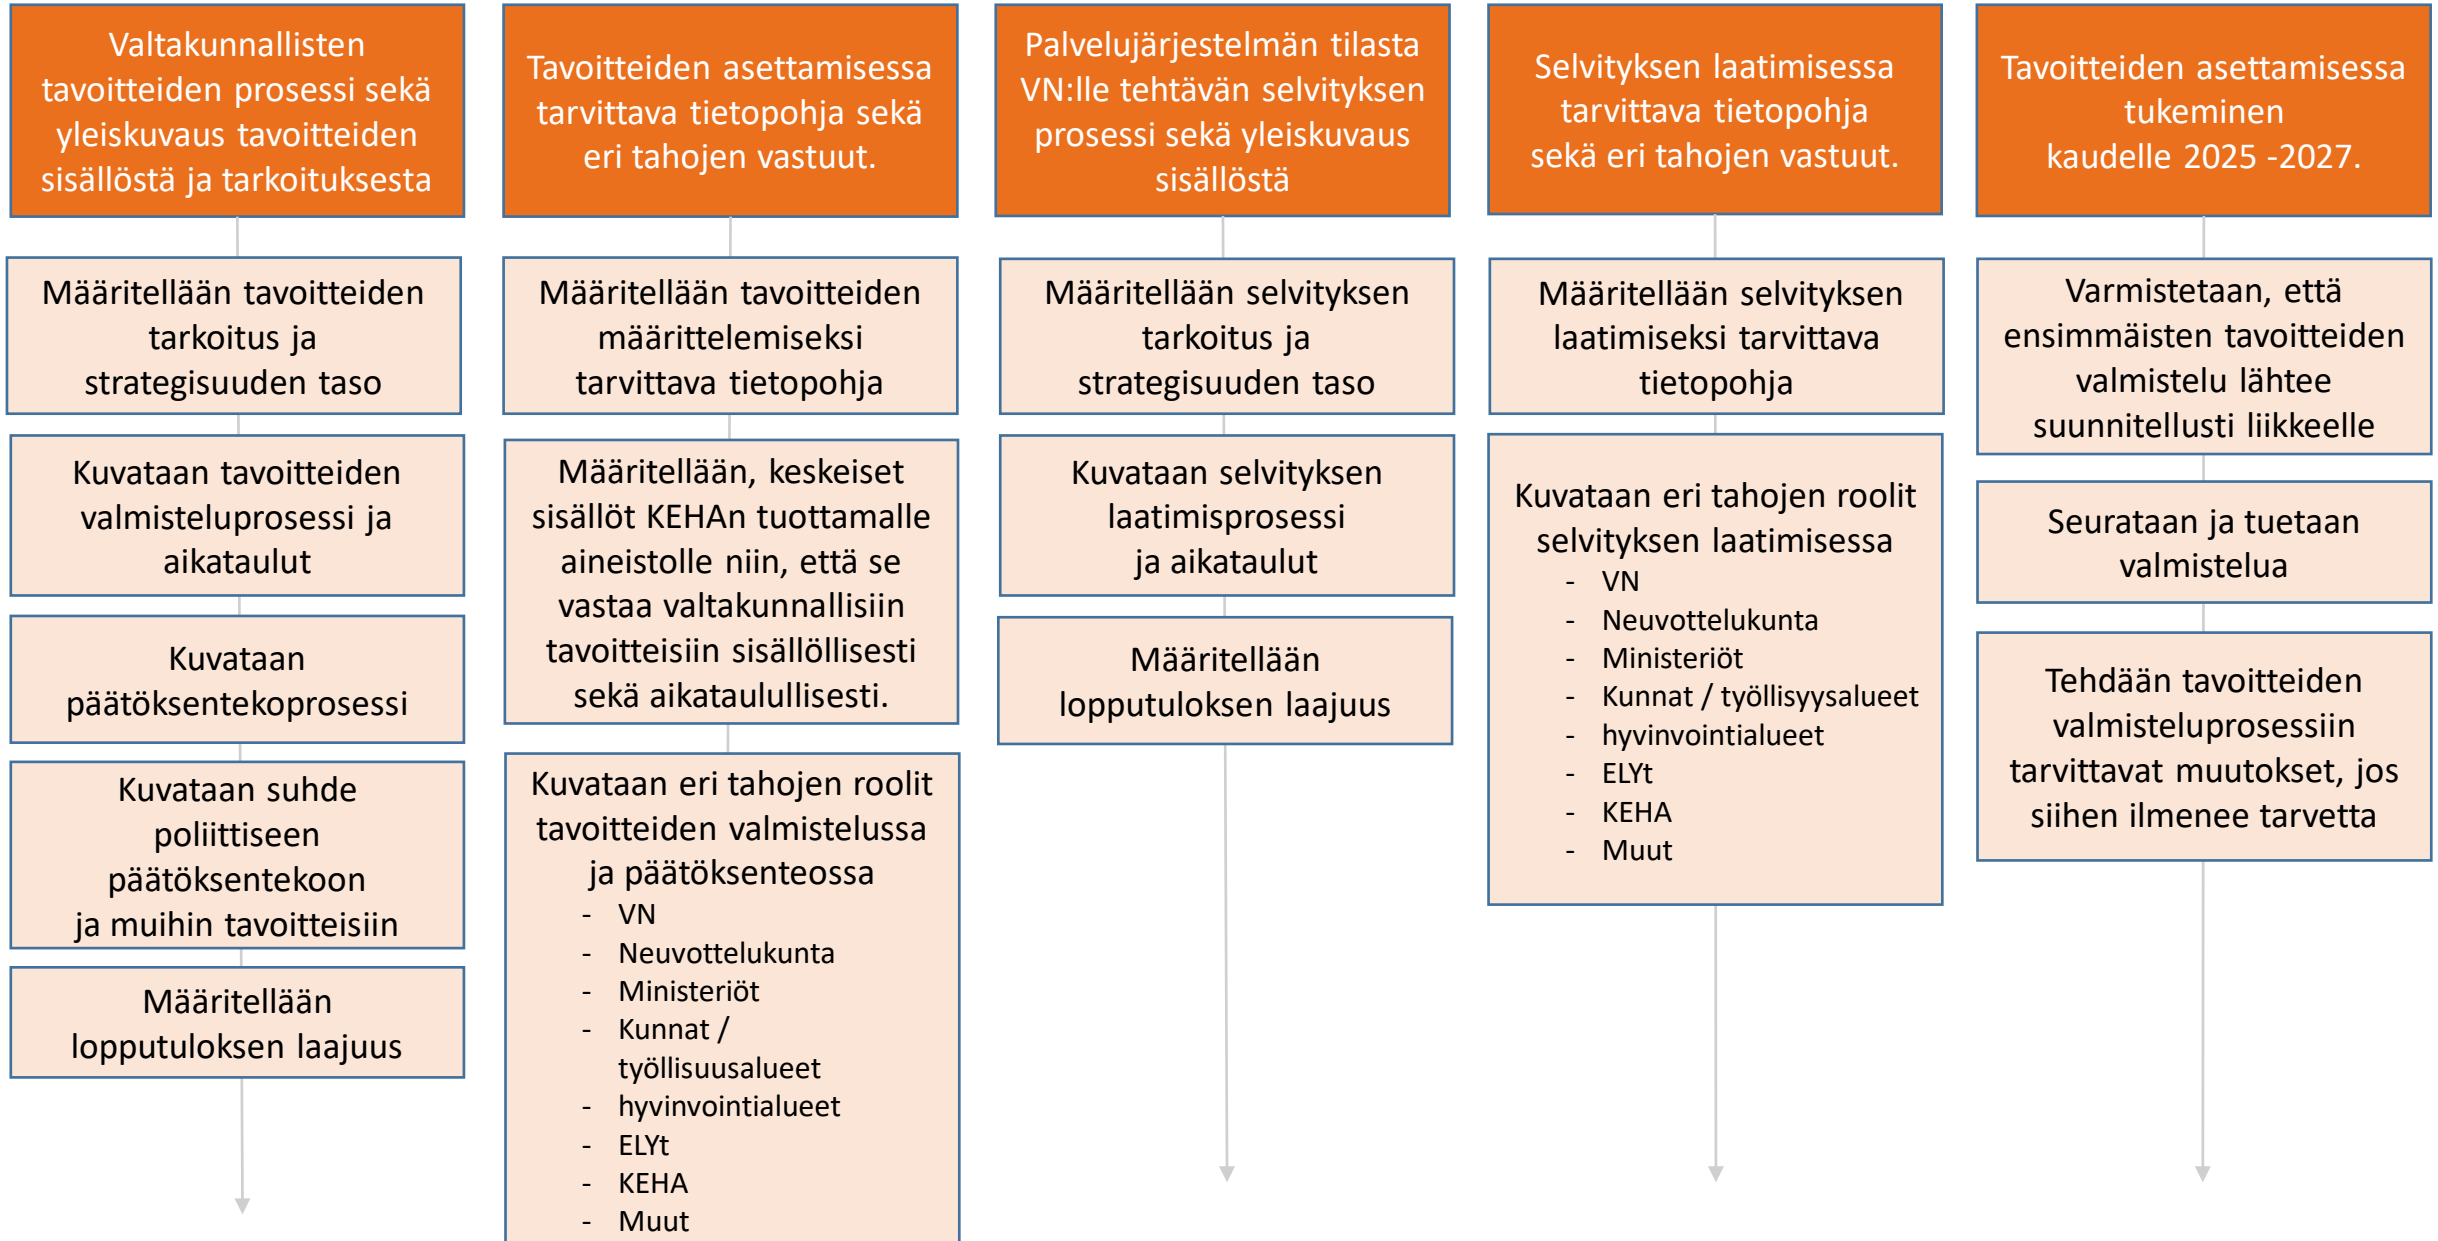 Valtakunnallisten
tavoitteiden prosessi sekä
yleiskuvaus tavoitteiden
sisällöstä ja tarkoituksesta
Määritellään tavoitteiden
tarkoitus ja
strategisuuden taso
Kuvataan tavoitteiden
valmisteluprosessi ja
aikataulut
Kuvataan
päätöksentekoprosessi
Kuvataan suhde
poliittiseen
päätöksentekoon
ja muihin tavoitteisiin
Määritellään
lopputuloksen laajuus
Tavoitteiden asettamisessa
tarvittava tietopohja sekä
eri tahojen vastuut.
Määritellään tavoitteiden
määrittelemiseksi
tarvittava tietopohja
Määritellään, keskeiset
sisällöt KEHAn tuottamalle
aineistolle niin, että se
vastaa valtakunnallisiin
tavoitteisiin sisällöllisesti
sekä aikataulullisesti.
Kuvataan eri tahojen roolit
tavoitteiden valmistelussa
ja päätöksenteossa
- VN
- Neuvottelukunta
- Ministeriöt
- Kunnat /
työllisuusalueet
- hyvinvointialueet
- ELYt
- KEHA
- Muut
Palvelujärjestelmän tilasta
VN:lle tehtävän selvityksen
prosessi sekä yleiskuvaus
sisällöstä
Määritellään selvityksen
tarkoitus ja
strategisuuden taso
Kuvataan selvityksen
laatimisprosessi
ja aikataulut
Määritellään
lopputuloksen laajuus
Selvityksen laatimisessa
tarvittava tietopohja
sekä eri tahojen vastuut.
Määritellään selvityksen
laatimiseksi tarvittava
tietopohja
Kuvataan eri tahojen roolit
selvityksen laatimisessa
- VN
- Neuvottelukunta
- Ministeriöt
- Kunnat / työllisyysalueet
- hyvinvointialueet
- ELYt
- KEHA
- Muut
Tavoitteiden asettamisessa
tukeminen
kaudelle 2025 -2027.
Varmistetaan, että
ensimmäisten tavoitteiden
valmistelu lähtee
suunnitellusti liikkeelle
Seurataan ja tuetaan
valmistelua
Tehdään tavoitteiden
valmisteluprosessiin
tarvittavat muutokset, jos
siihen ilmenee tarvetta